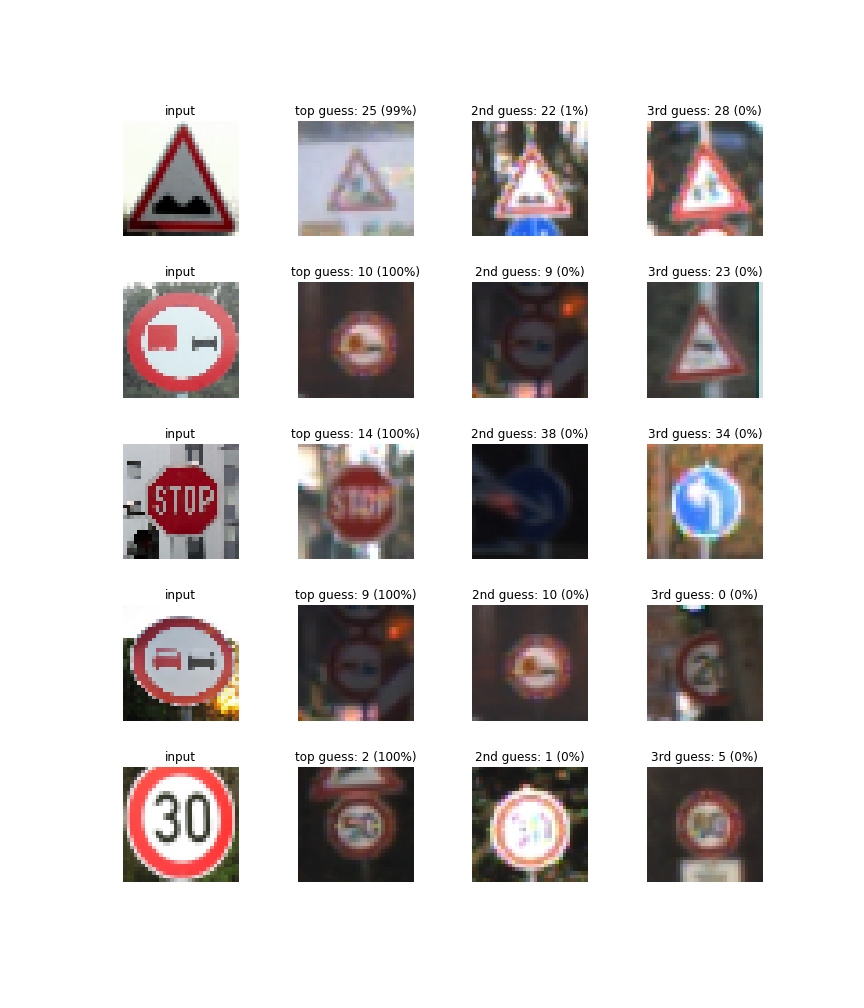 input top guess: 25 (99%) 2nd guess: 22 (1%) 3rd guess: 28 (0%)
input top guess: 10 (100%) 2nd guess: 9 (0%) 3rd guess: 23 (0%)
input top guess: 14 (100%) 2nd guess: 38 (0%) 3rd guess: 34 (0%)
STOP STOP
input top guess: 9 (100%) 2nd guess: 10 (0%) 3rd guess: 0 (0%)
input top guess: 2 (100%) 2nd guess: 1 (0%) 3rd guess: 5 (0%)
30 50 30